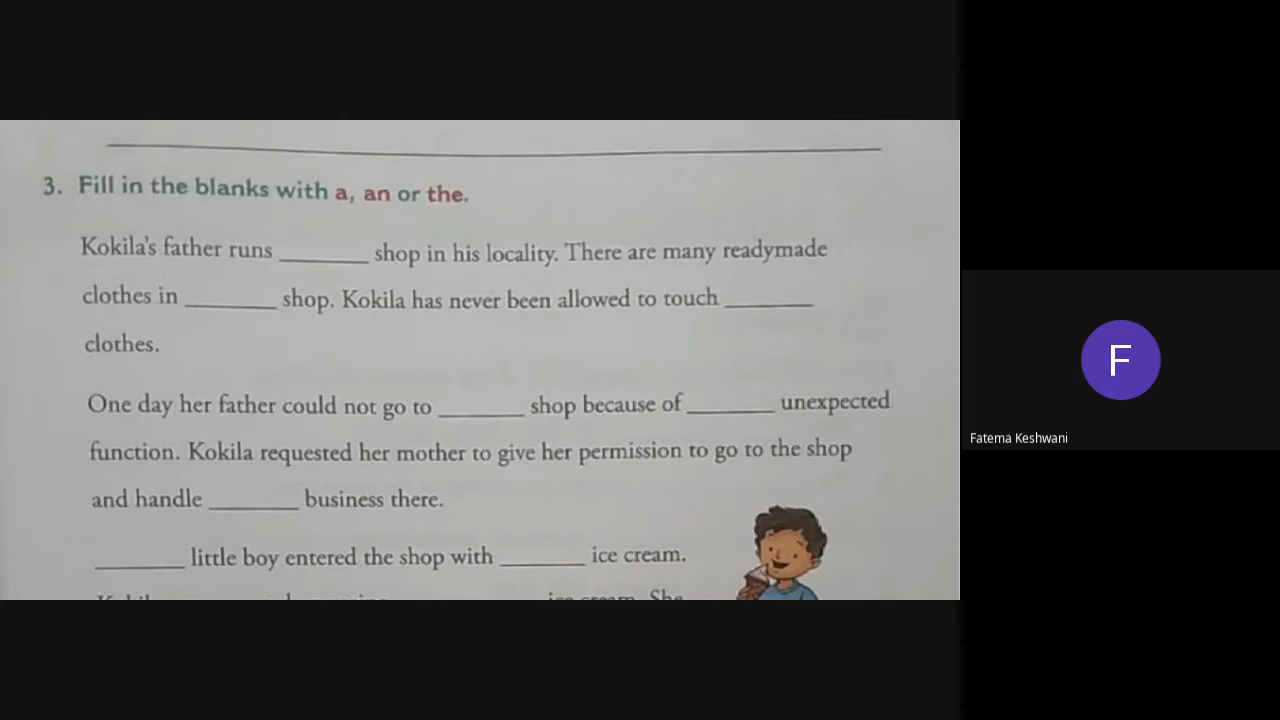 3. Fill in the blanks with a, an or the.
Kokila's father runs ________ shop in his locality. There are many readymade
clothes in ________ shop. Kokila has never been allowed to touch ________
clothes.
One day her father could not go to ________ shop because of ________ unexpected
function. Kokila requested her mother to give her permission to go to the shop
and handle ________ business there.
________ little boy entered the shop with ________ ice cream.
ice cream. She
F
Fatema Keshwani